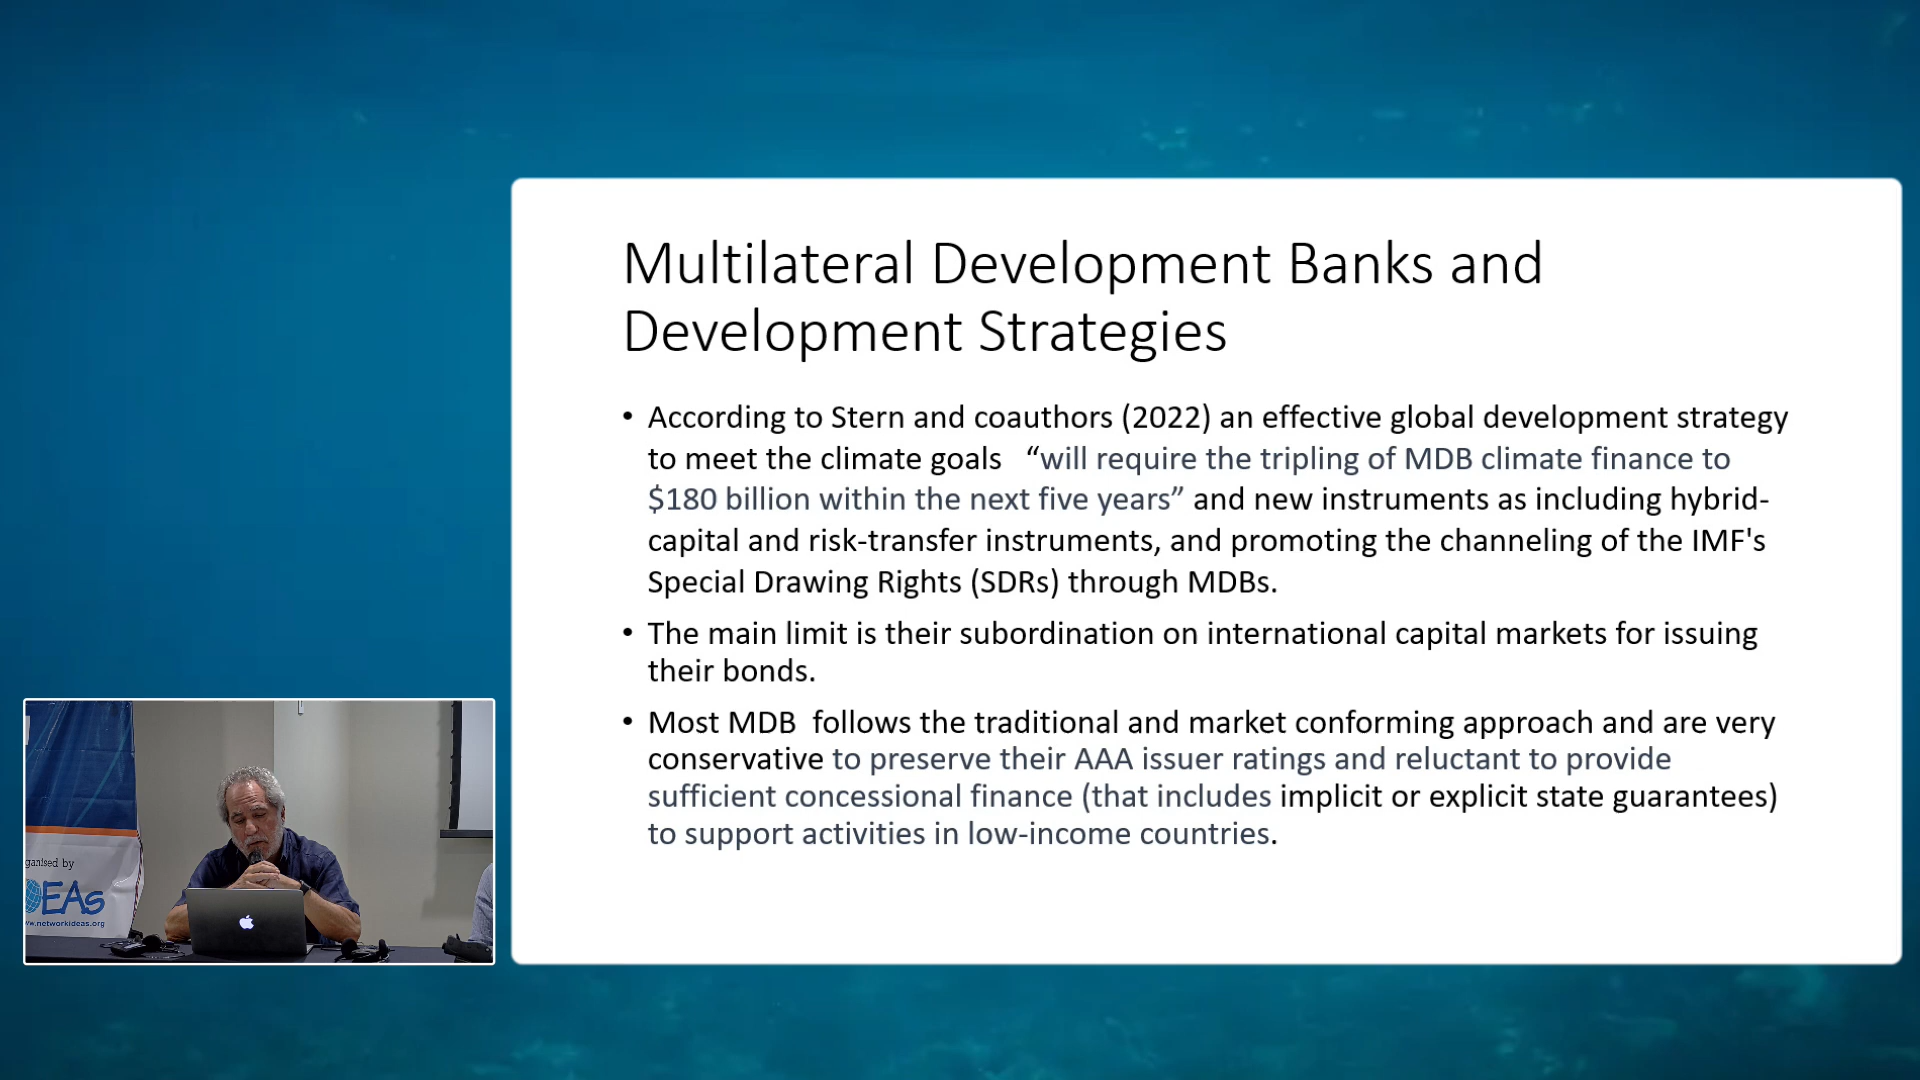 Multilateral Development Banks and
Development Strategies
• According to Stern and coauthors (2022) an effective global development strategy
to meet the climate goals “will require the tripling of MDB climate finance to
$180 billion within the next five years” and new instruments as including hybrid-
capital and risk-transfer instruments, and promoting the channeling of the IMF's
Special Drawing Rights (SDRs) through MDBs.
• The main limit is their subordination on international capital markets for issuing
their bonds.
• Most MDB follows the traditional and market conforming approach and are very
conservative to preserve their AAA issuer ratings and reluctant to provide
sufficient concessional finance (that includes implicit or explicit state guarantees)
to support activities in low-income countries.
ganised by
EAs
w.networkideas.org